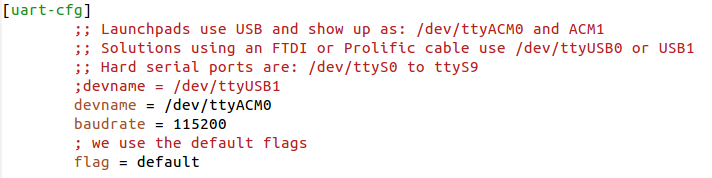 [uart-cfg]
;; Launchpads use USB and show up as: /dev/ttyACM0 and ACM1
;; Solutions using an FTDI or Prolific cable use /dev/ttyUSB0 or USB1
;; Hard serial ports are: /dev/ttyS0 to ttyS9
;devname = /dev/ttyUSB1
devname = /dev/ttyACM0
baudrate = 115200
; we use the default flags
flag = default